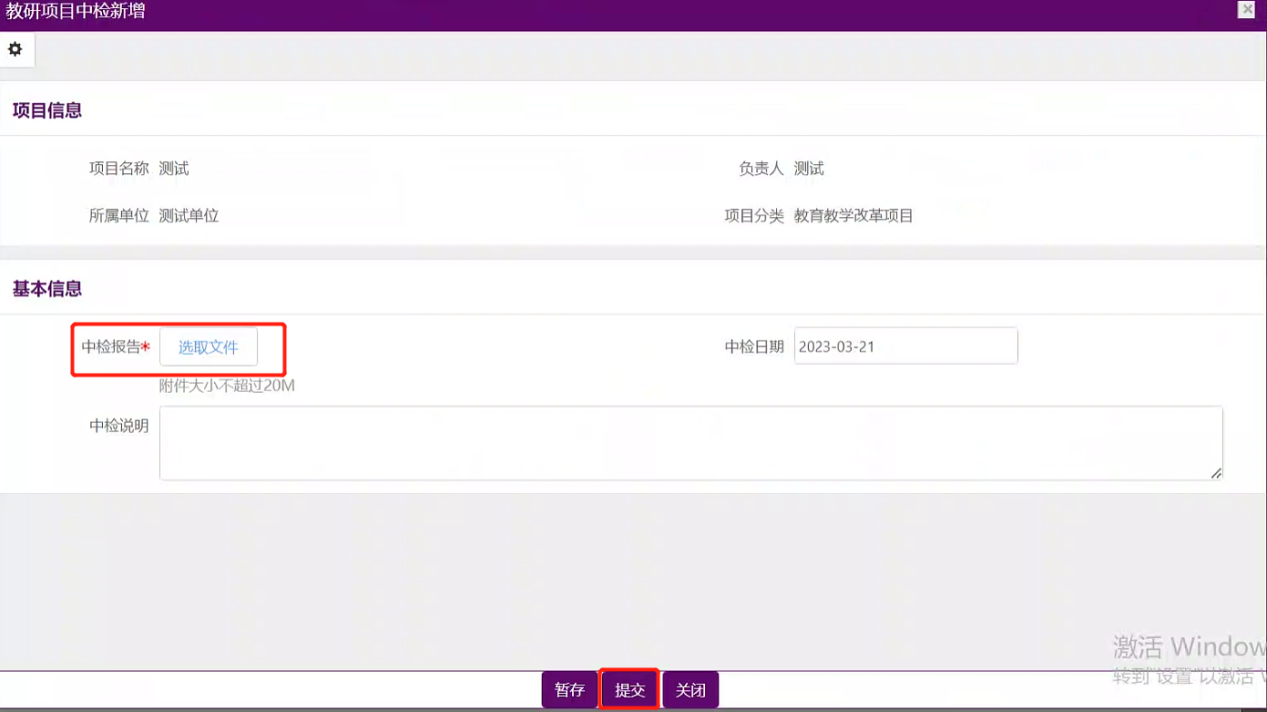 教研项目中检新增
项目信息
项目名称 测试 负责人 测试
所属单位 测试单位 项目分类 教育教学改革项目
基本信息
中检报告* 选取文件 中检日期 2023-03-21
附件大小不超过20M
中检说明
激活 Window
转到"设置"以激活 W
暂存 提交 关闭